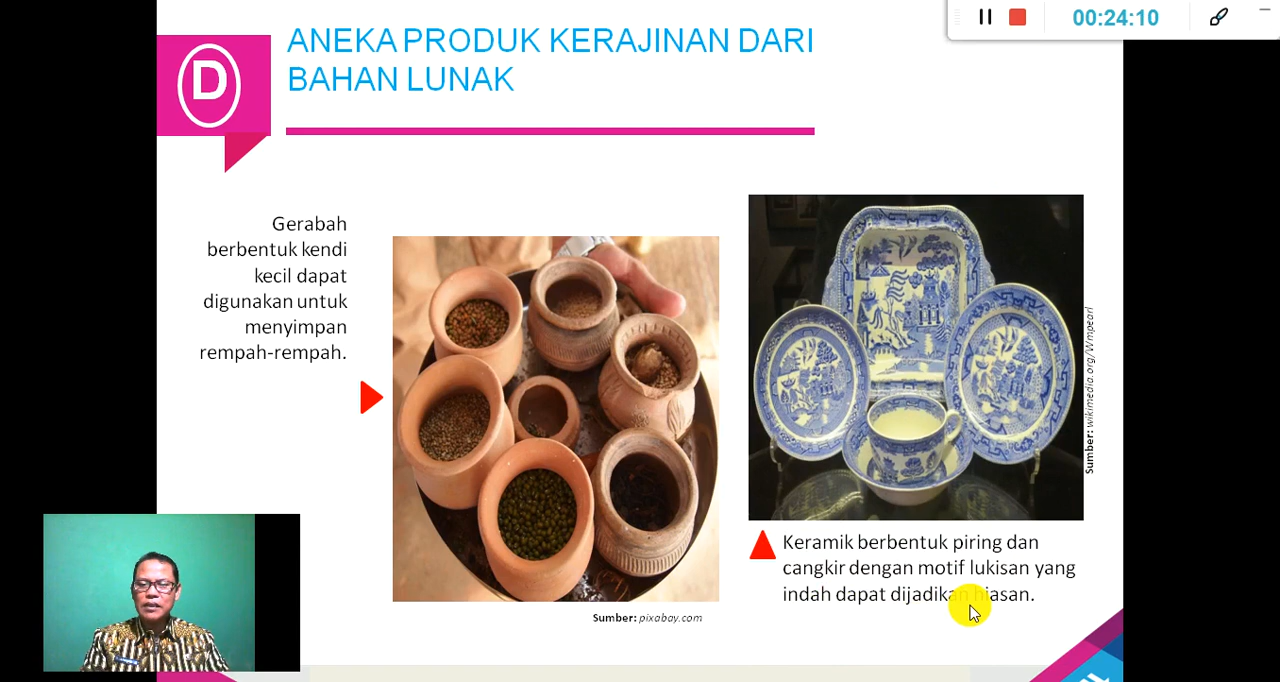 00:24:10
D
ANEKA PRODUK KERAJINAN DARI
BAHAN LUNAK
Gerabah
berbentuk kendi
kecil dapat
digunakan untuk
menyimpan
rempah-rempah.
Sumber: pixabay.com
Sumber: wikimedia.org/Wmpearl
Keramik berbentuk piring dan
cangkir dengan motif lukisan yang
indah dapat dijadikan hiasan.